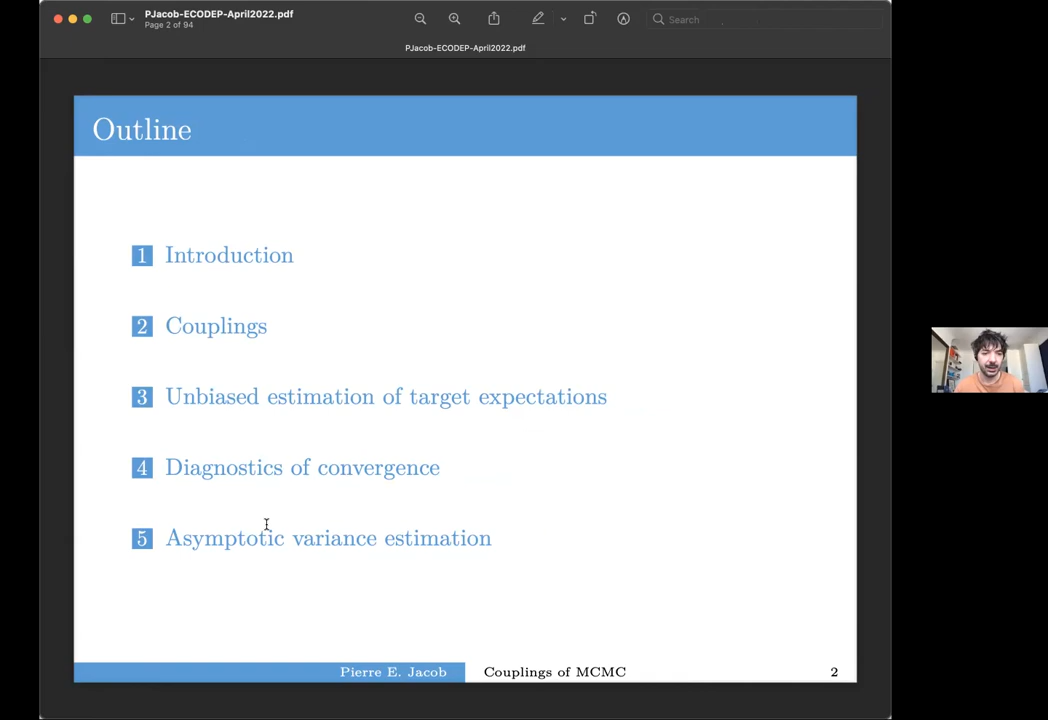 PJacob-ECODEP-April2022.pdf
Page 2 of 94
Search
PJacob-ECODEP-April2022.pdf
Outline
1 Introduction
2 Couplings
3 Unbiased estimation of target expectations
4 Diagnostics of convergence
5 Asymptotic variance estimation
Pierre E. Jacob Couplings of MCMC 2